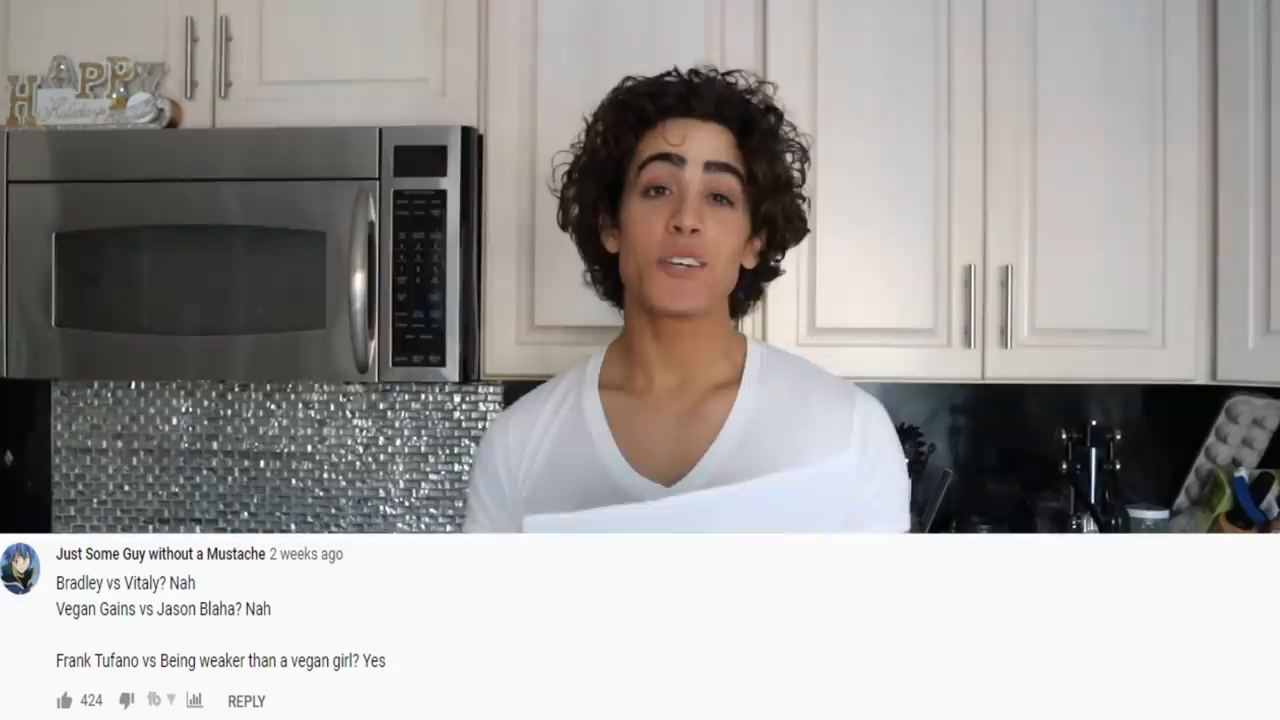 HAPPY
Holidays
Just Some Guy without a Mustache 2 weeks ago
Bradley vs Vitaly? Nah
Vegan Gains vs Jason Blaha? Nah
Frank Tufano vs Being weaker than a vegan girl? Yes
424 REPLY